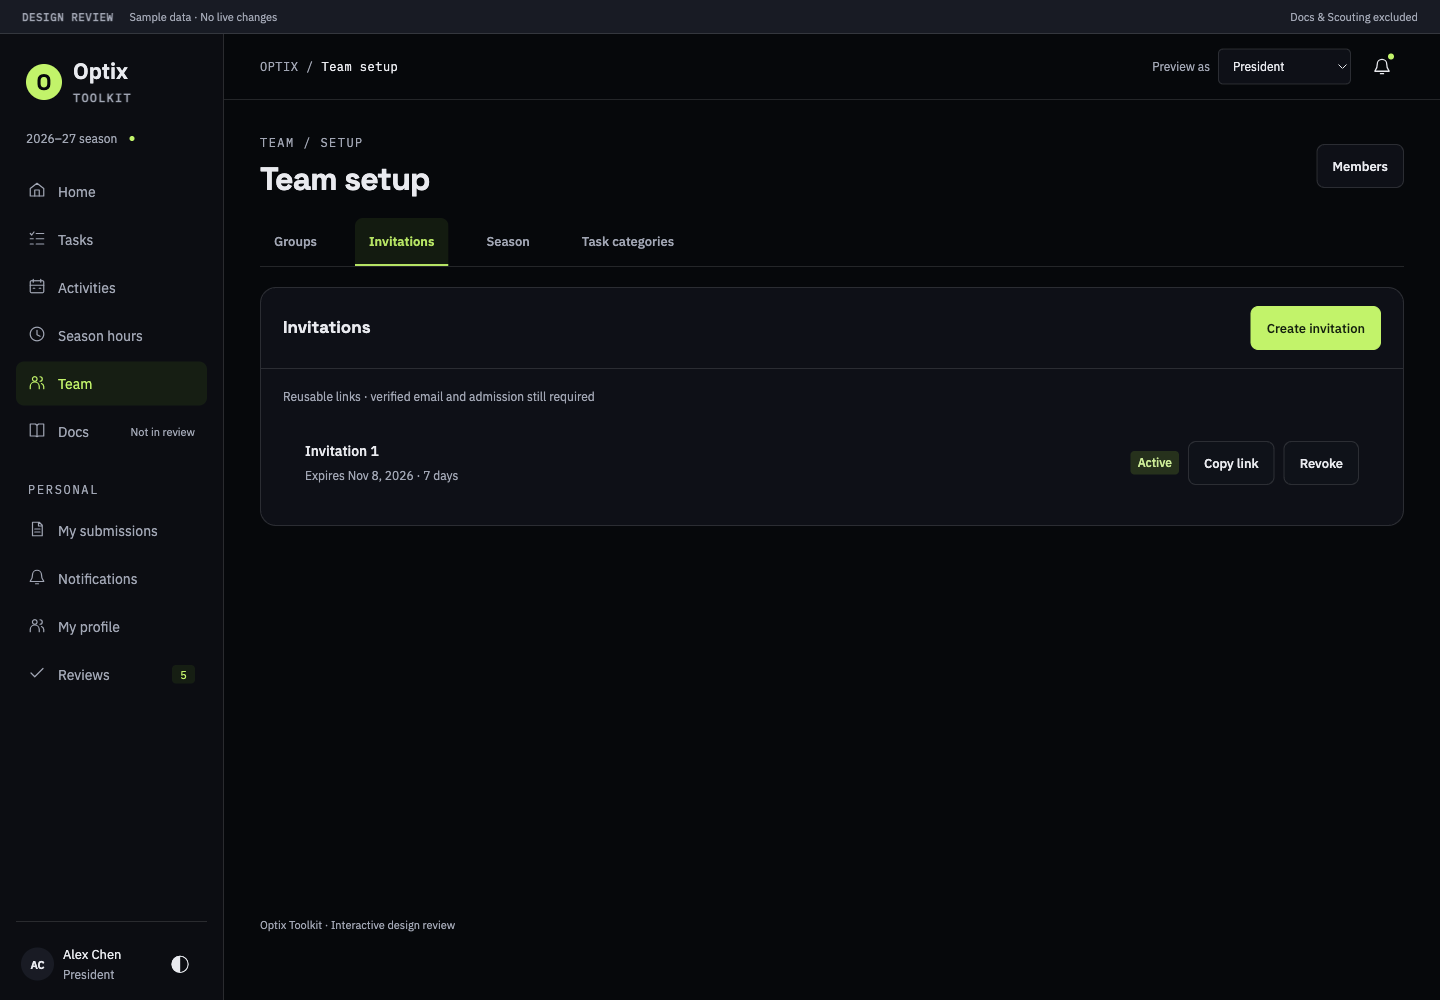 DESIGN REVIEW Sample data · No live changes Docs & Scouting excluded
O Optix
TOOLKIT
2026–27 season
Home
Tasks
Activities
Season hours
Team
Docs Not in review
PERSONAL
My submissions
Notifications
My profile
Reviews 5
AC Alex Chen
President
OPTIX / Team setup Preview as President
TEAM / SETUP
Team setup Members
Groups Invitations Season Task categories
Invitations Create invitation
Reusable links · verified email and admission still required
Invitation 1
Expires Nov 8, 2026 · 7 days
Active Copy link Revoke
Optix Toolkit · Interactive design review